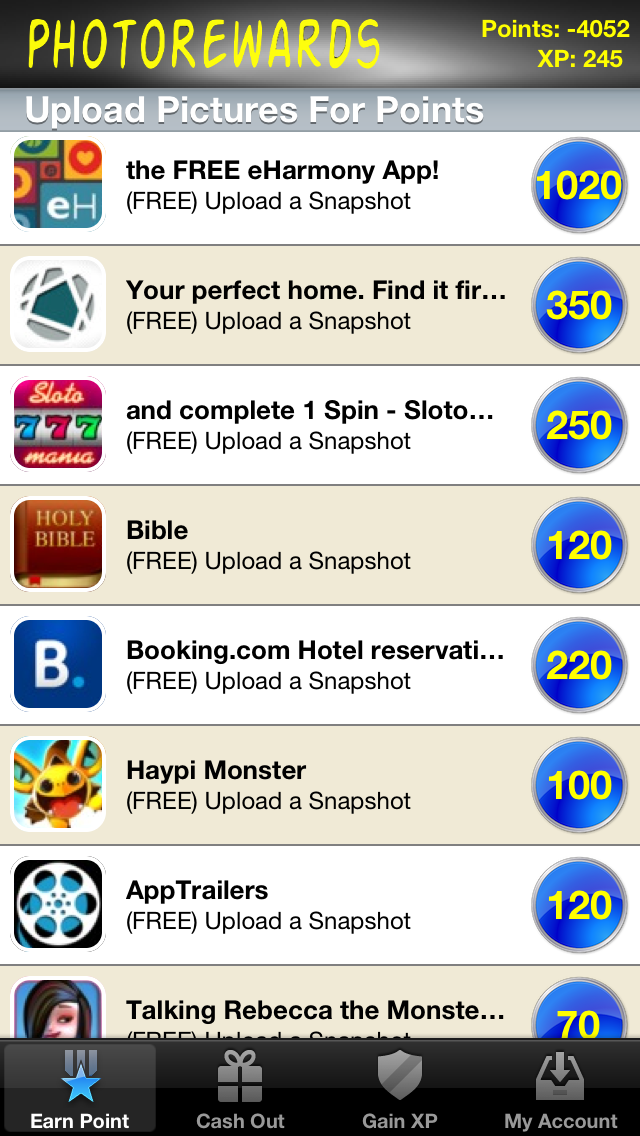 PHOTOREWARDS
Points: -4052
XP: 245
Upload Pictures For Points
eH
the FREE eHarmony App!
(FREE) Upload a Snapshot
1020
Your perfect home. Find it fir...
(FREE) Upload a Snapshot
350
Sloto
777
mania
and complete 1 Spin - Sloto...
(FREE) Upload a Snapshot
250
HOLY
BIBLE
Bible
(FREE) Upload a Snapshot
120
B.
Booking.com Hotel reservati...
(FREE) Upload a Snapshot
220
Haypi Monster
(FREE) Upload a Snapshot
100
AppTrailers
(FREE) Upload a Snapshot
120
Talking Rebecca the Monste...
(FREE) Upload a Snapshot
70
Earn Point
Cash Out
Gain XP
My Account